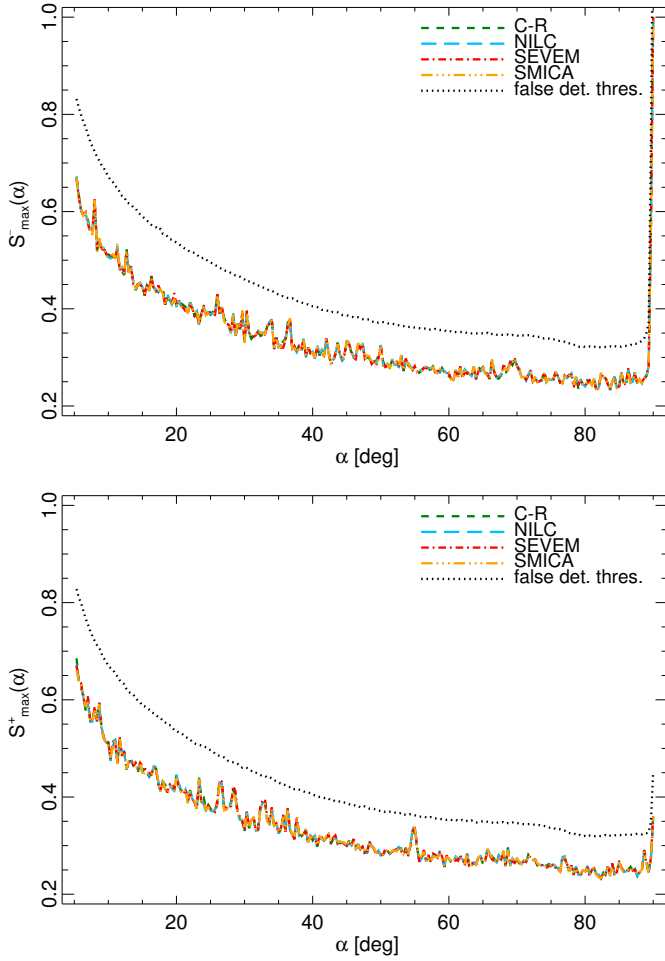 1.0
0.8
0.6
0.4
0.2
S⁻max(α)
C-R
NILC
SEVEM
SMICA
false det. thres.
20 40 60 80
α [deg]
1.0
0.8
0.6
0.4
0.2
S⁺max(α)
C-R
NILC
SEVEM
SMICA
false det. thres.
20 40 60 80
α [deg]